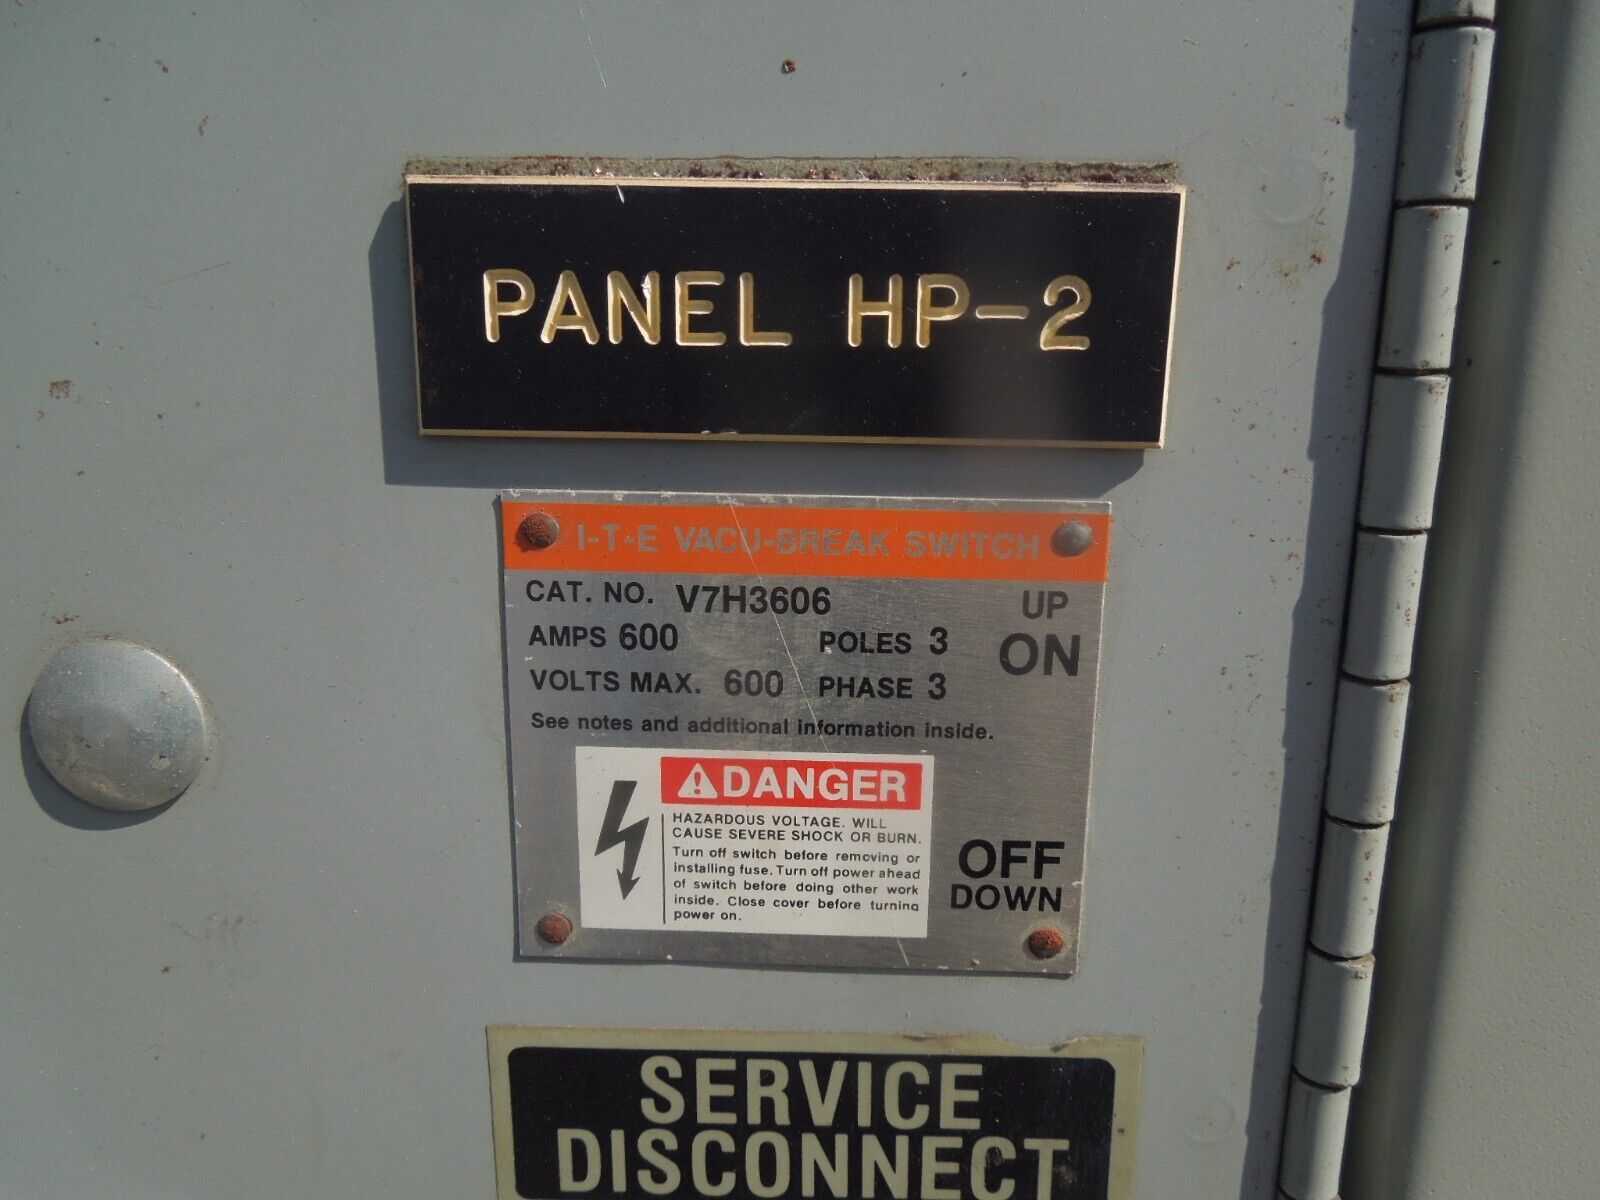 PANEL HP-2
I-T-E VACU-BREAK SWITCH
CAT. NO. V7H3606
UP
AMPS 600 POLES 3
ON
VOLTS MAX. 600 PHASE 3
See notes and additional information inside.
DANGER
HAZARDOUS VOLTAGE. WILL
CAUSE SEVERE SHOCK OR BURN.
Turn off switch before removing or
installing fuse. Turn off power ahead
of switch before doing other work
inside. Close cover before turning
power on.
OFF
DOWN
SERVICE
DISCONNECT